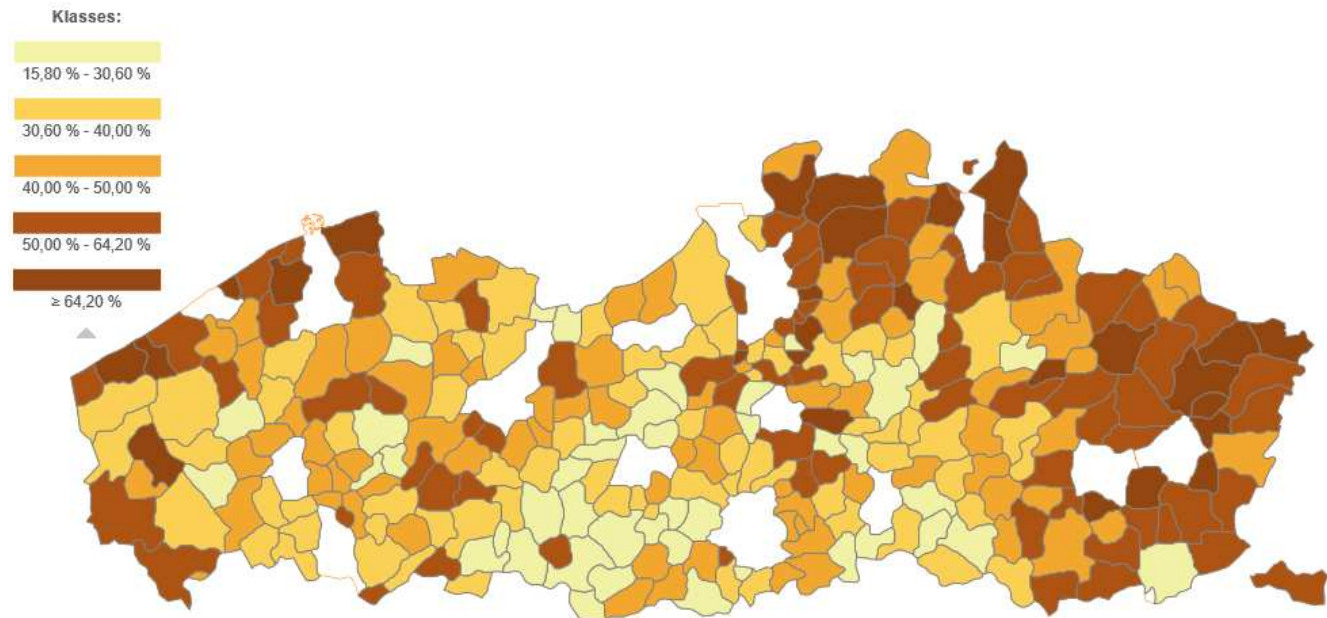 Klasses:
15,80 % - 30,60 %
30,60 % - 40,00 %
40,00 % - 50,00 %
50,00 % - 64,20 %
≥ 64,20 %